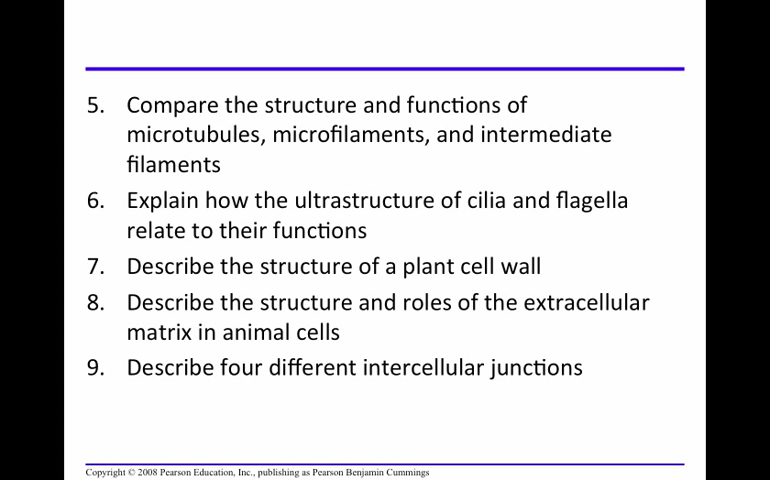 5. Compare the structure and functions of
microtubules, microfilaments, and intermediate
filaments
6. Explain how the ultrastructure of cilia and flagella
relate to their functions
7. Describe the structure of a plant cell wall
8. Describe the structure and roles of the extracellular
matrix in animal cells
9. Describe four different intercellular junctions
Copyright © 2008 Pearson Education, Inc., publishing as Pearson Benjamin Cummings